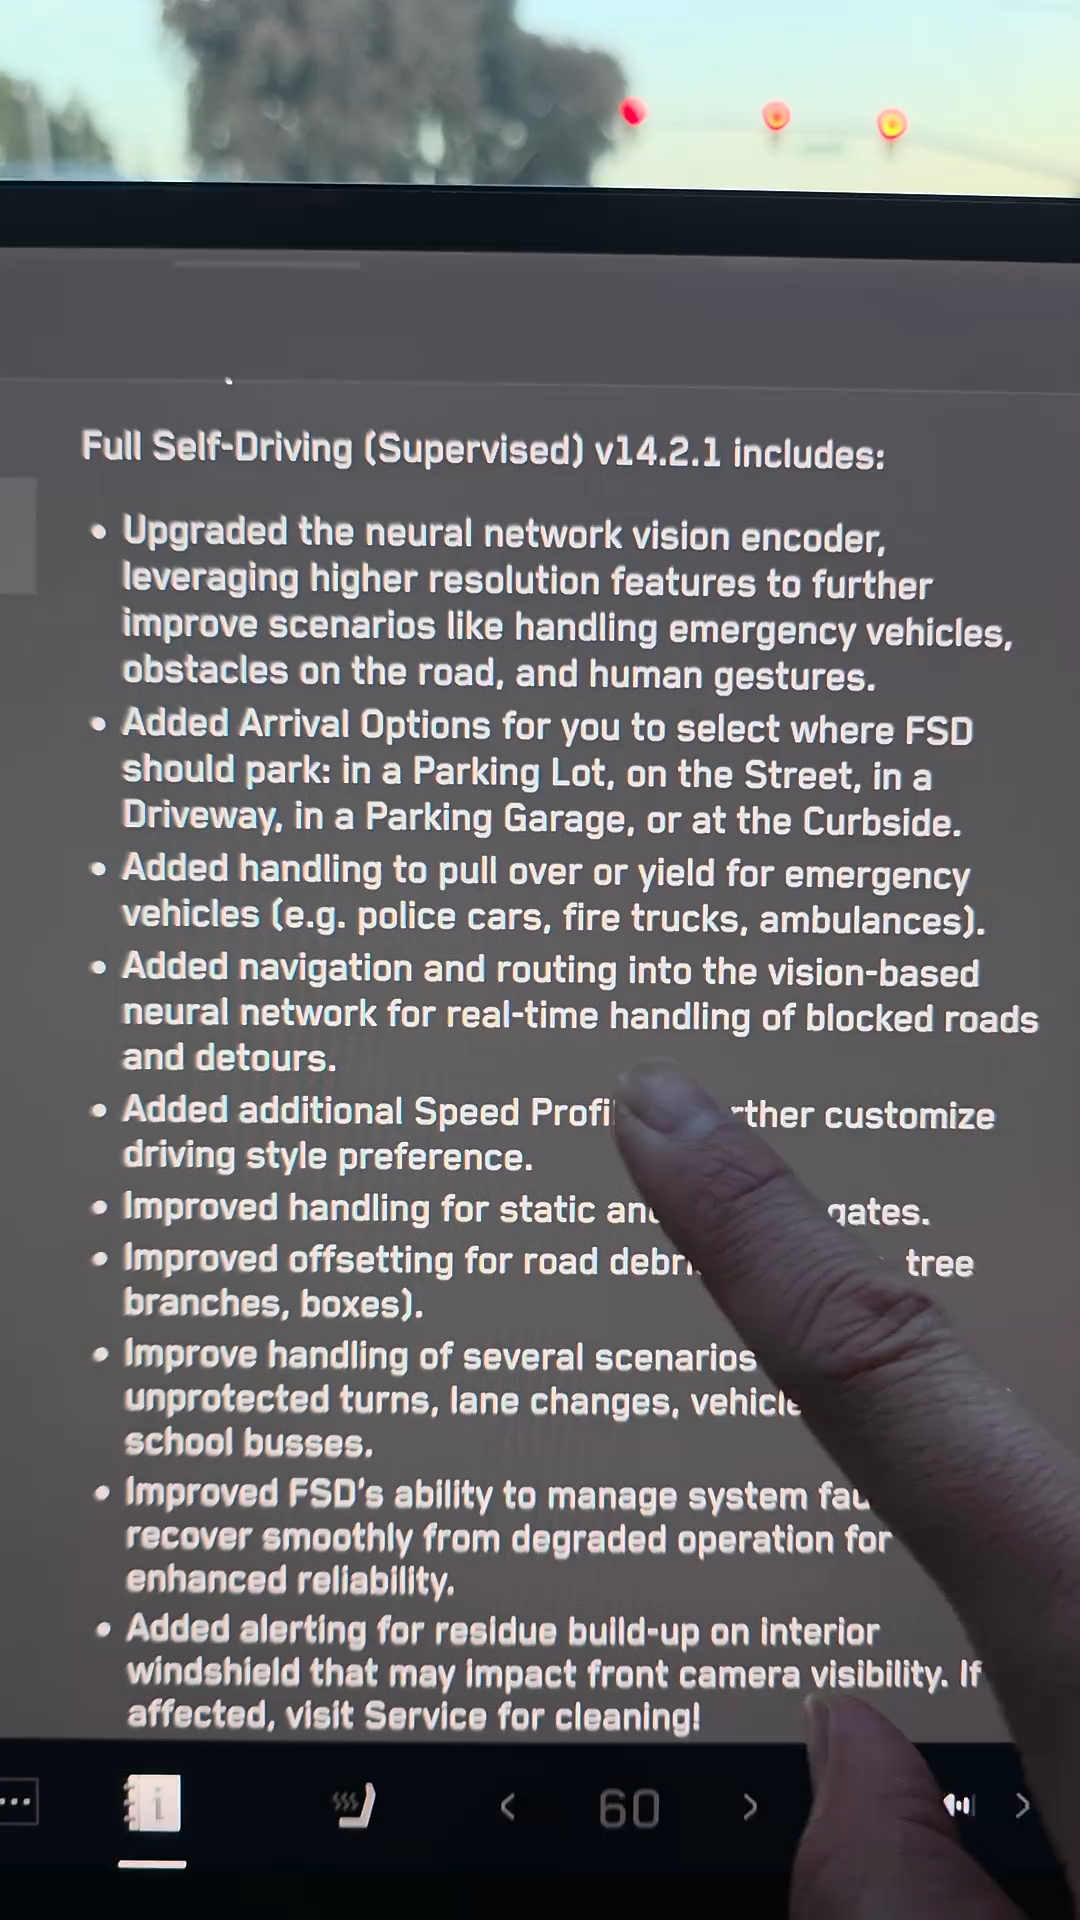 Full Self-Driving (Supervised) v14.2.1 includes:
• Upgraded the neural network vision encoder,
leveraging higher resolution features to further
improve scenarios like handling emergency vehicles,
obstacles on the road, and human gestures.
• Added Arrival Options for you to select where FSD
should park: in a Parking Lot, on the Street, in a
Driveway, in a Parking Garage, or at the Curbside.
• Added handling to pull over or yield for emergency
vehicles (e.g. police cars, fire trucks, ambulances).
• Added navigation and routing into the vision-based
neural network for real-time handling of blocked roads
and detours.
• Added additional Speed customize
driving style preference.
• Improved handling for static gates.
• Improved offsetting for road tree
branches, boxes).
• Improve handling of several scenarios
unprotected turns, lane changes,
school busses.
• Improved FSD's ability to manage system
recover smoothly from degraded operation for
enhanced reliability.
• Added alerting for residue build-up on interior
windshield that may impact front camera visibility. If
affected, visit Service for cleaning!
i
60